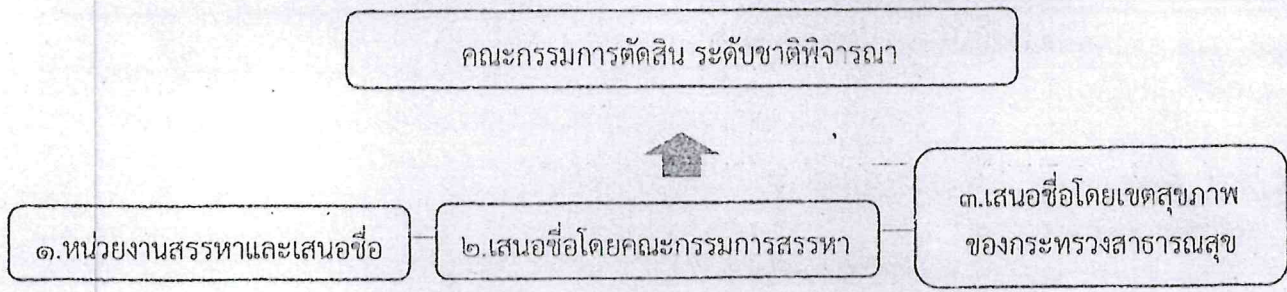 คณะกรรมการตัดสิน ระดับชาติพิจารณา
๑.หน่วยงานสรรหาและเสนอชื่อ
๒.เสนอชื่อโดยคณะกรรมการสรรหา
๓.เสนอชื่อโดยเขตสุขภาพ
ของกระทรวงสาธารณสุข